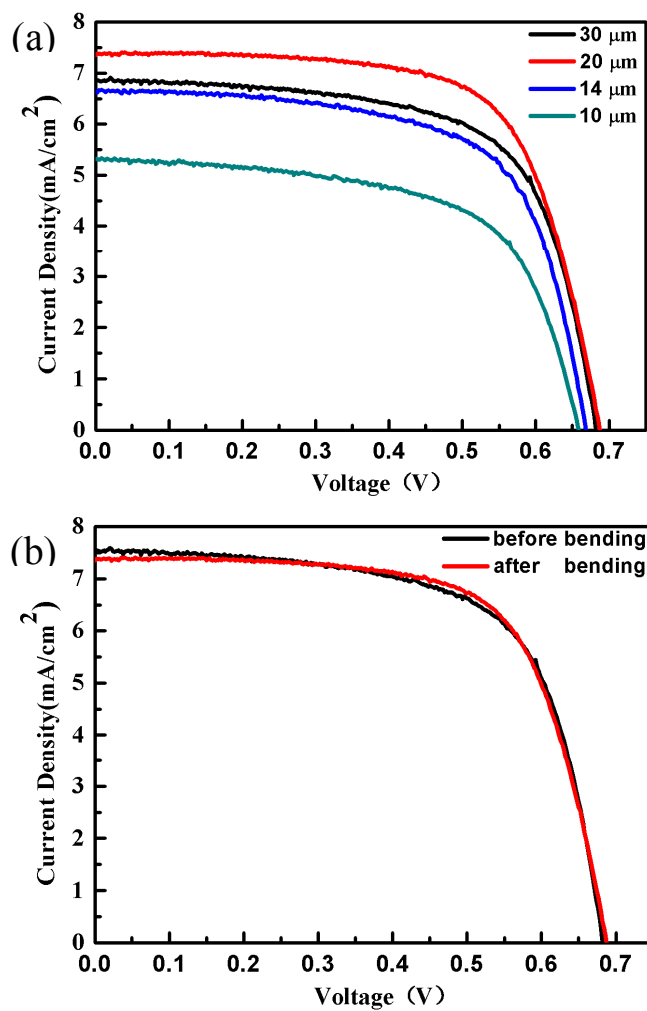 (a)
30 μm
20 μm
14 μm
10 μm
8
7
6
5
4
3
2
1
0
Current Density(mA/cm²)
0.0 0.1 0.2 0.3 0.4 0.5 0.6 0.7
Voltage（V）
(b)
before bending
after bending
8
7
6
5
4
3
2
1
0
Current Density(mA/cm²)
0.0 0.1 0.2 0.3 0.4 0.5 0.6 0.7
Voltage（V）